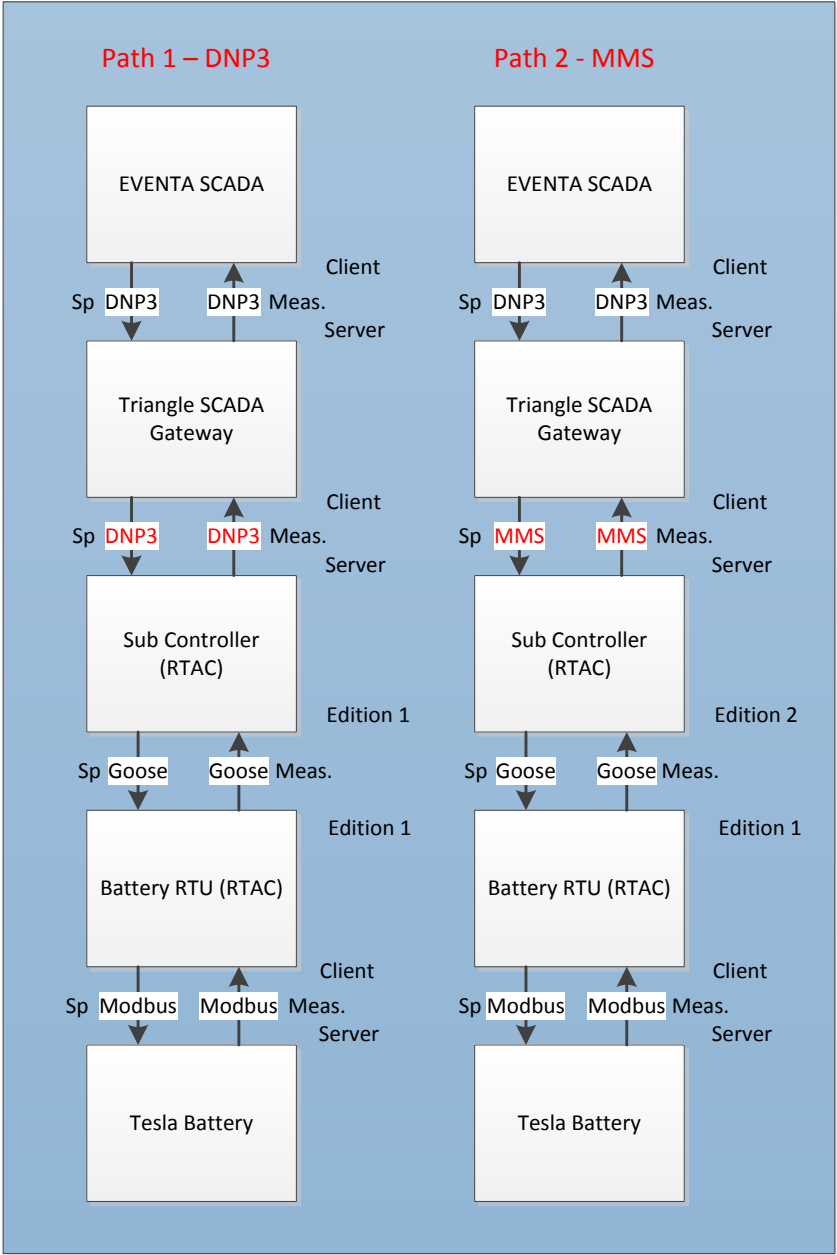 Path 1 – DNP3
EVENTA SCADA
Client
Sp DNP3 DNP3 Meas.
Server
Triangle SCADA
Gateway
Client
Sp DNP3 DNP3 Meas.
Server
Sub Controller
(RTAC)
Edition 1
Sp Goose Goose Meas.
Edition 1
Battery RTU (RTAC)
Client
Sp Modbus Modbus Meas.
Server
Tesla Battery
Path 2 - MMS
EVENTA SCADA
Client
Sp DNP3 DNP3 Meas.
Server
Triangle SCADA
Gateway
Client
Sp MMS MMS Meas.
Server
Sub Controller
(RTAC)
Edition 2
Sp Goose Goose Meas.
Edition 1
Battery RTU (RTAC)
Client
Sp Modbus Modbus Meas.
Server
Tesla Battery